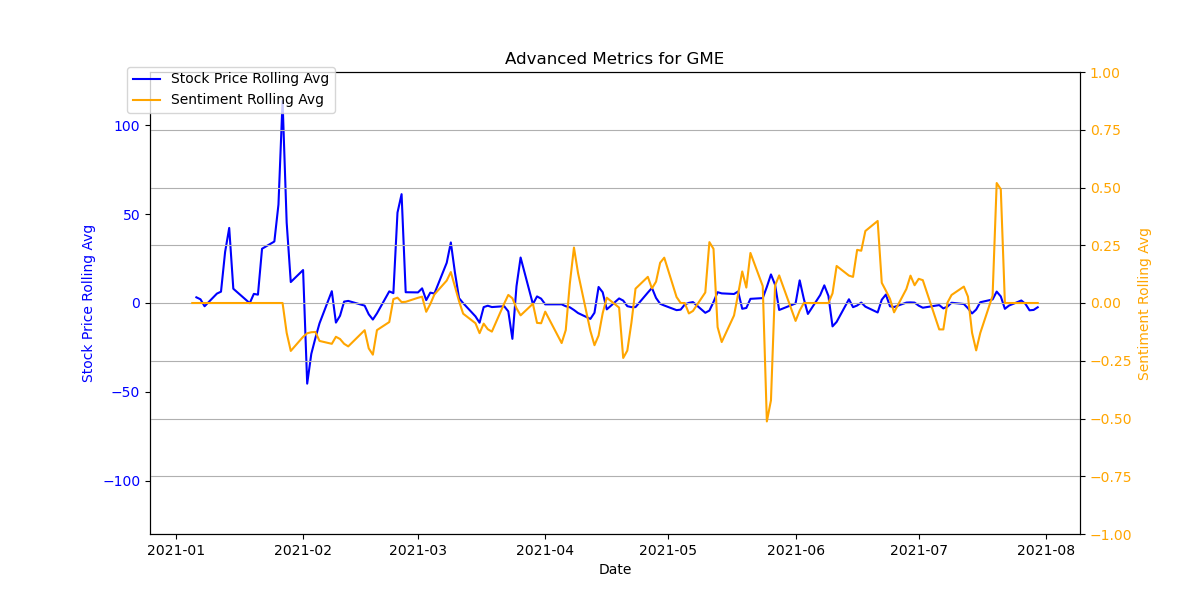 Advanced Metrics for GME
Stock Price Rolling Avg
Sentiment Rolling Avg
Stock Price Rolling Avg
100
50
0
−50
−100
1.00
0.75
0.50
0.25
0.00
−0.25
−0.50
−0.75
−1.00
Sentiment Rolling Avg
2021-01 2021-02 2021-03 2021-04 2021-05 2021-06 2021-07 2021-08
Date